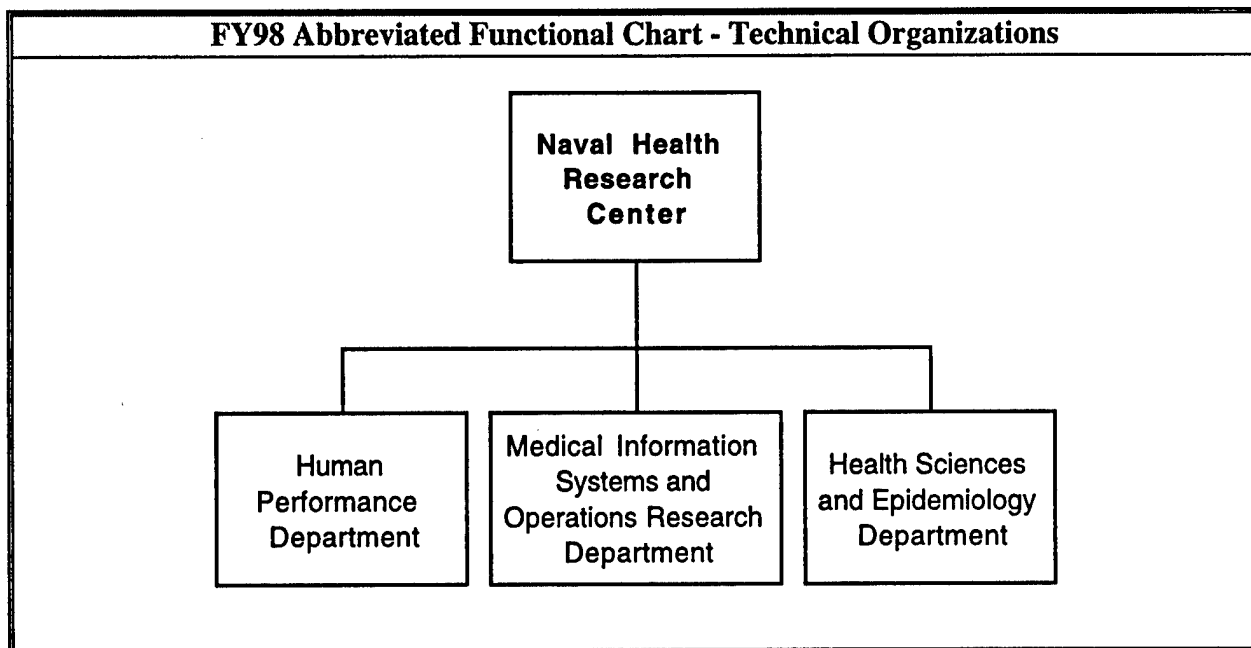 FY98 Abbreviated Functional Chart - Technical Organizations
Naval Health
Research
Center
Human
Performance
Department
Medical Information
Systems and
Operations Research
Department
Health Sciences
and Epidemiology
Department